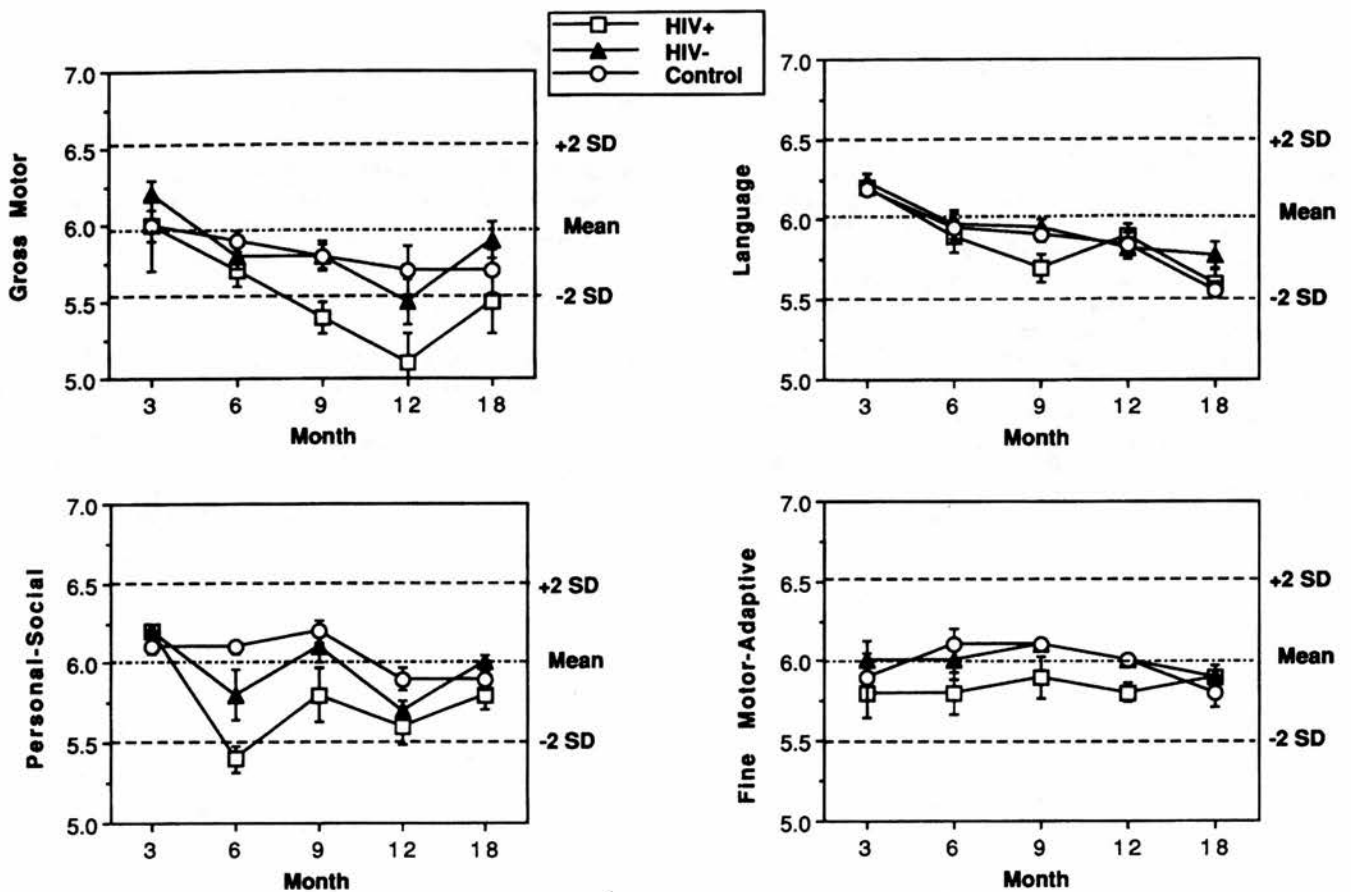 HIV+
HIV-
Control
Gross Motor
7.0
6.5
6.0
5.5
5.0
+2 SD
Mean
-2 SD
3 6 9 12 18
Month
Language
7.0
6.5
6.0
5.5
5.0
+2 SD
Mean
-2 SD
3 6 9 12 18
Month
Personal-Social
7.0
6.5
6.0
5.5
5.0
+2 SD
Mean
-2 SD
3 6 9 12 18
Month
Fine Motor-Adaptive
7.0
6.5
6.0
5.5
5.0
+2 SD
Mean
-2 SD
3 6 9 12 18
Month